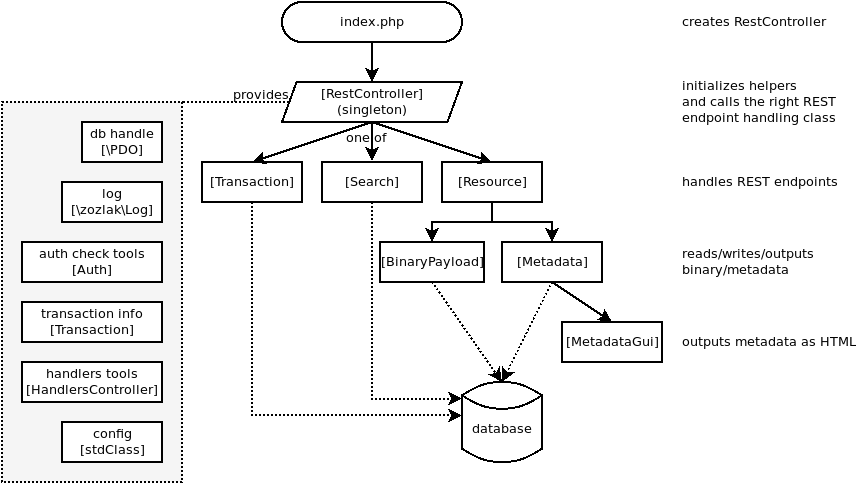 index.php
creates RestController
provides
[RestController]
(singleton)
initializes helpers
and calls the right REST
endpoint handling class
one of
db handle
[\PDO]
[Transaction]
[Search]
[Resource]
handles REST endpoints
log
[\zozlak\Log]
auth check tools
[Auth]
[BinaryPayload]
[Metadata]
reads/writes/outputs
binary/metadata
transaction info
[Transaction]
[MetadataGui]
outputs metadata as HTML
handlers tools
[HandlersController]
config
[stdClass]
database